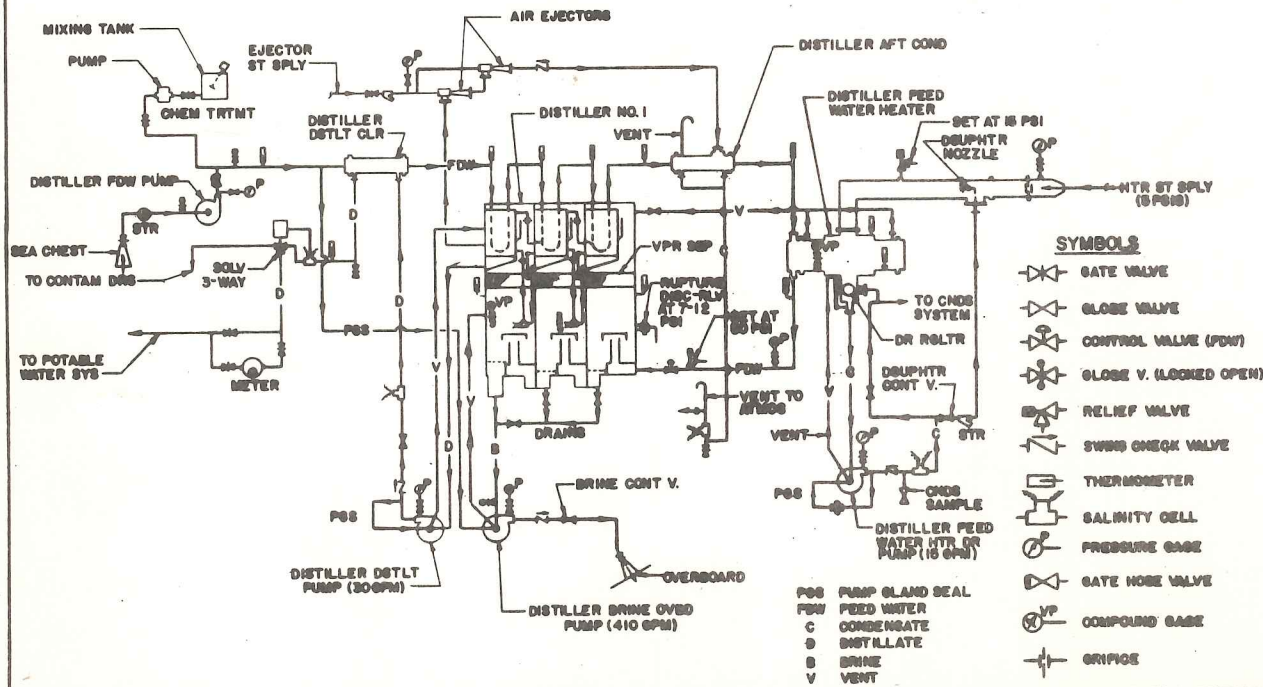 MIXING TANK
PUMP
CHEM TRTMT
EJECTOR
ST SPLY
P
AIR EJECTORS
DISTILLER
DSTLT CLR
DISTILLER NO. 1
VENT
DISTILLER AFT COND
DISTILLER FEED
WATER HEATER
SET AT 15 PSI
DSUPHTR
NOZZLE
P
HTR ST SPLY
(5 PSIG)
FDW
DISTILLER FDW PUMP
P
STR
SEA CHEST
TO CONTAM DRS
SOLV
3-WAY
D
D
TO POTABLE
WATER SYS
METER
PGS
D
V
D
V
VP
VPR SEP
RUPTURE
DISC-RLV
AT 7-12
PSI
V
C
SET AT
50 PSI
P
FDW
VENT TO
ATMOS
DRAINS
B
VP
TO CNDS
SYSTEM
DR RGLTR
DSUPHTR
CONT V.
STR
V
C
C
VENT
P
PGS
CNDS
SAMPLE
DISTILLER FEED
WATER HTR DR
PUMP (15 GPM)
PGS
P
P
BRINE CONT V.
OVERBOARD
DISTILLER DSTLT
PUMP (30GPM)
DISTILLER BRINE OVBD
PUMP (410 GPM)
PGS PUMP GLAND SEAL
FDW FEED WATER
C CONDENSATE
D DISTILLATE
B BRINE
V VENT
SYMBOLS
GATE VALVE
GLOBE VALVE
CONTROL VALVE (FDW)
GLOBE V. (LOCKED OPEN)
RELIEF VALVE
SWING CHECK VALVE
THERMOMETER
SALINITY CELL
P PRESSURE GAGE
GATE HOSE VALVE
VP COMPOUND GAGE
ORIFICE